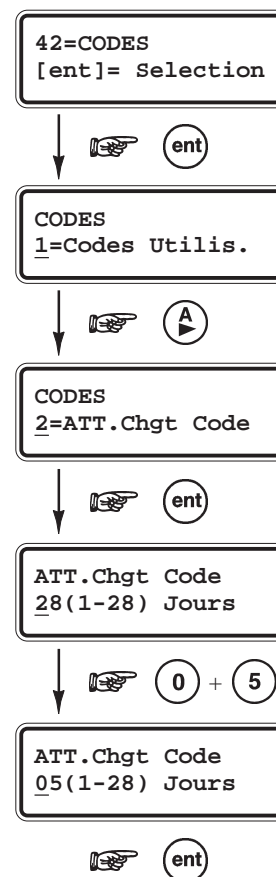 42=CODES
[ent]= Selection
ent
CODES
1=Codes Utilis.
A
CODES
2=ATT.Chgt Code
ent
ATT.Chgt Code
28(1-28) Jours
0 + 5
ATT.Chgt Code
05(1-28) Jours
ent